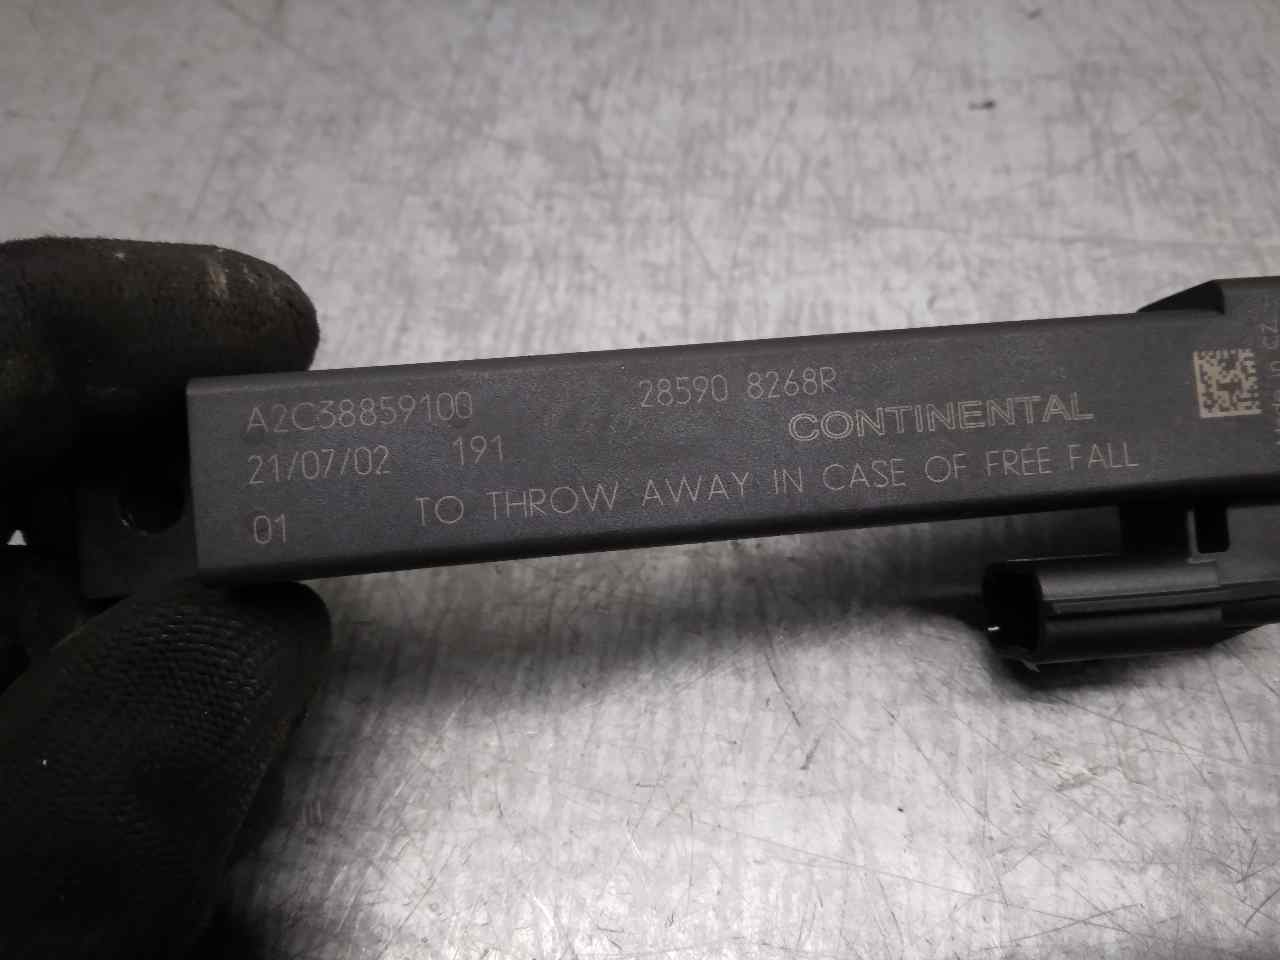 A2C38859100
28590 8268R
CONTINENTAL
21/07/02 191
TO THROW AWAY IN CASE OF FREE FALL
01